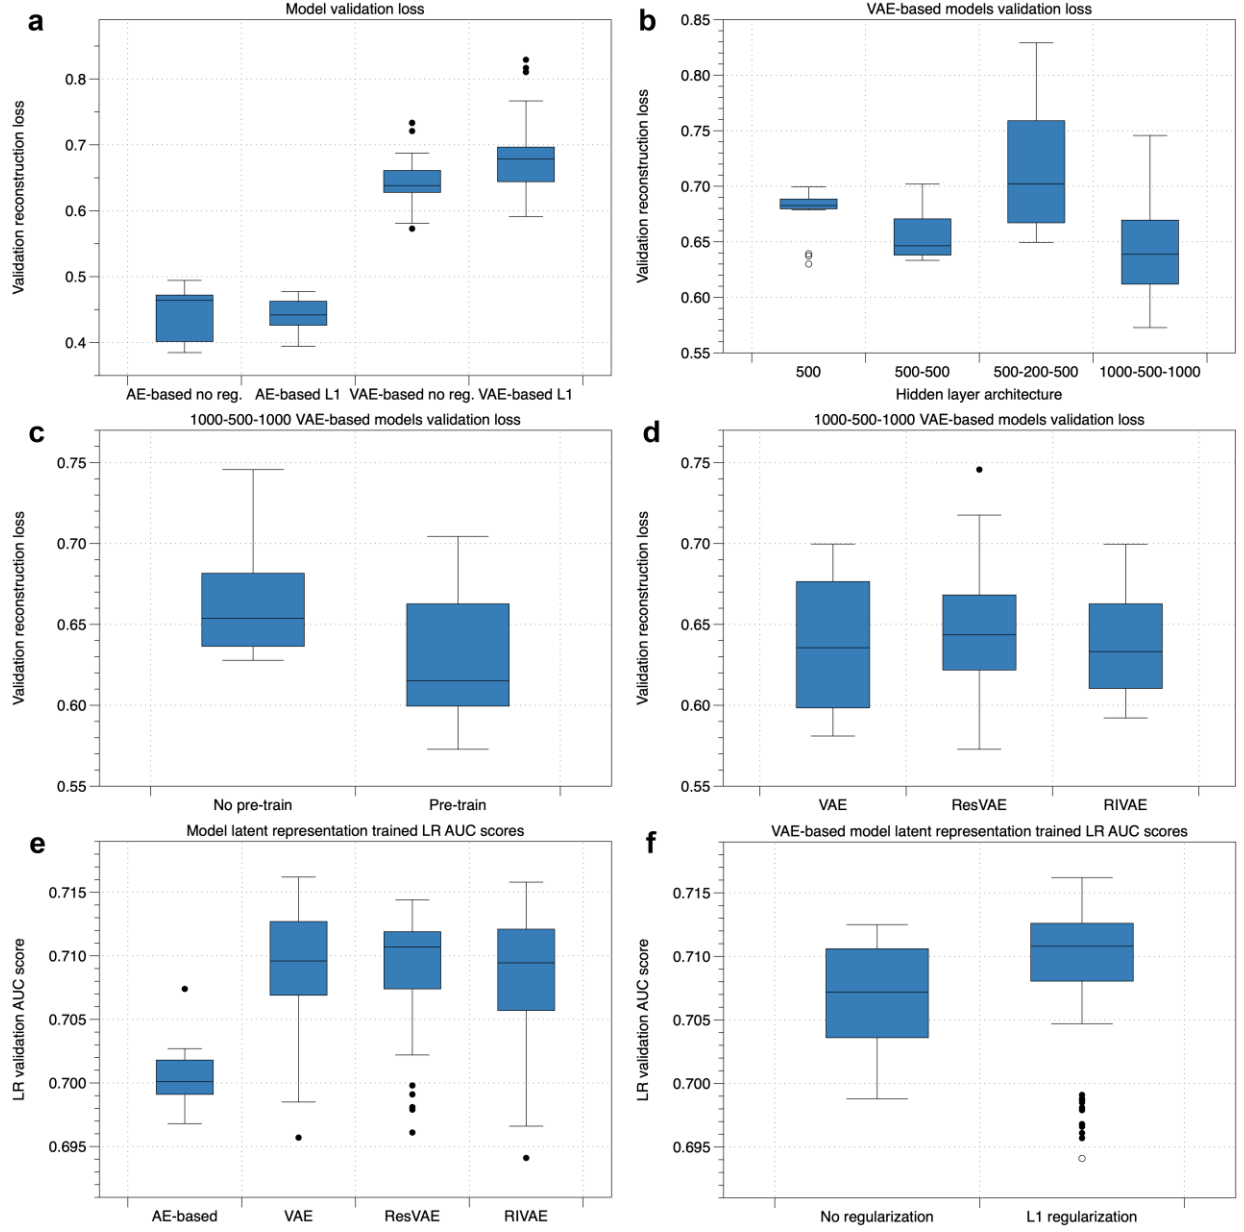 a
Model validation loss
Validation reconstruction loss
0.8
0.7
0.6
0.5
0.4
AE-based no reg. AE-based L1 VAE-based no reg. VAE-based L1
b
VAE-based models validation loss
Validation reconstruction loss
0.85
0.80
0.75
0.70
0.65
0.60
0.55
500 500-500 500-200-500 1000-500-1000
Hidden layer architecture
c
1000-500-1000 VAE-based models validation loss
Validation reconstruction loss
0.75
0.70
0.65
0.60
0.55
No pre-train Pre-train
d
1000-500-1000 VAE-based models validation loss
Validation reconstruction loss
0.75
0.70
0.65
0.60
0.55
VAE ResVAE RIVAE
e
Model latent representation trained LR AUC scores
LR validation AUC score
0.715
0.710
0.705
0.700
0.695
AE-based VAE ResVAE RIVAE
f
VAE-based model latent representation trained LR AUC scores
LR validation AUC score
0.715
0.710
0.705
0.700
0.695
No regularization L1 regularization